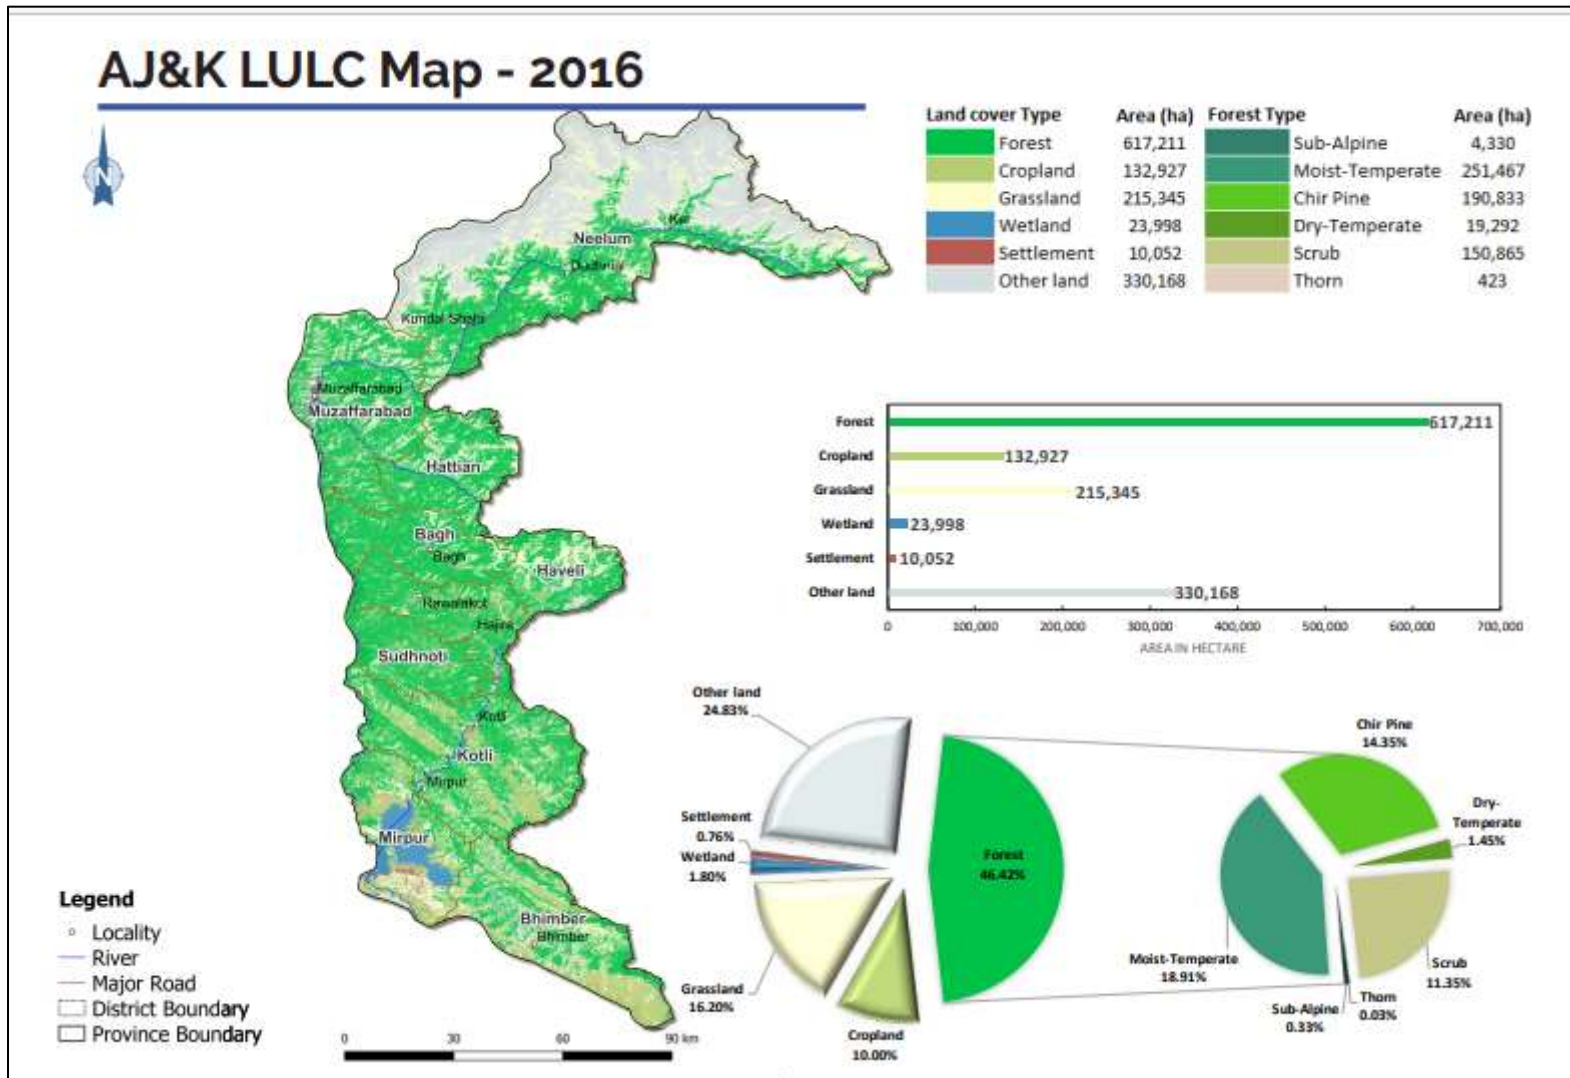 AJ&K LULC Map - 2016
N
Land cover Type Area (ha) Forest Type Area (ha)
Forest 617,211 Sub-Alpine 4,330
Cropland 132,927 Moist-Temperate 251,467
Grassland 215,345 Chir Pine 190,833
Wetland 23,998 Dry-Temperate 19,292
Settlement 10,052 Scrub 150,865
Other land 330,168 Thorn 423
Kel
Neelum
Dudhnial
Kundal Shahi
Muzaffarabad
Muzaffarabad
Hattian
Bagh
Bagh
Haveli
Rawalakot
Hajira
Sudhnoti
Kotli
Kotli
Mirpur
Mirpur
Bhimber
Bhimber
Forest 617,211
Cropland 132,927
Grassland 215,345
Wetland 23,998
Settlement 10,052
Other land 330,168
0 100,000 200,000 300,000 400,000 500,000 600,000 700,000
AREA IN HECTARE
Other land
24.83%
Settlement
0.76%
Wetland
1.80%
Grassland
16.20%
Cropland
10.00%
Forest
46.42%
Chir Pine
14.35%
Dry-
Temperate
1.45%
Scrub
11.35%
Thorn
0.03%
Sub-Alpine
0.33%
Moist-Temperate
18.91%
Legend
Locality
River
Major Road
District Boundary
Province Boundary
0 30 60 90 km